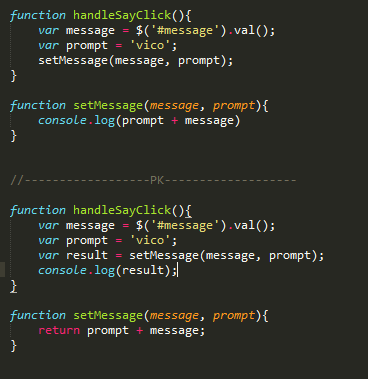 function handleSayClick(){
    var message = $('#message').val();
    var prompt = 'vico';
    setMessage(message, prompt);
}
function setMessage(message, prompt){
    console.log(prompt + message)
}
//------------------PK-------------------
function handleSayClick(){
    var message = $('#message').val();
    var prompt = 'vico';
    var result = setMessage(message, prompt);
    console.log(result);
}
function setMessage(message, prompt){
    return prompt + message;
}